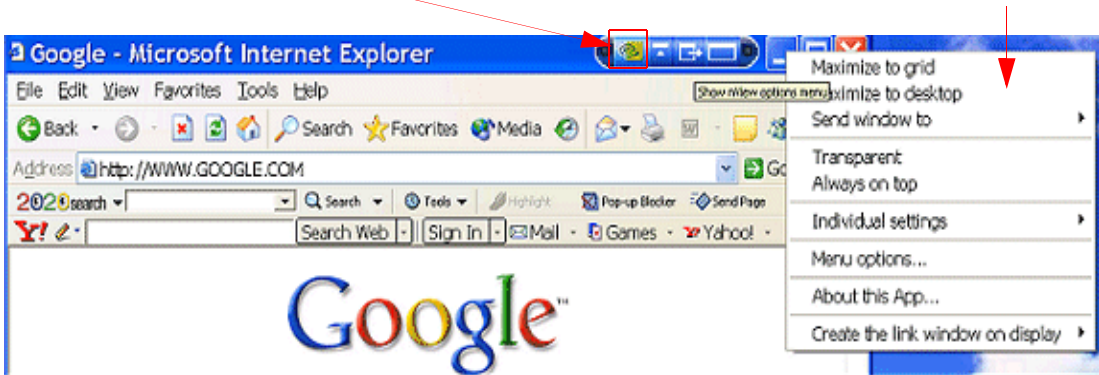 Google - Microsoft Internet Explorer
File Edit View Favorites Tools Help
Show nView options menu
Back Search Favorites Media
Address http://WWW.GOOGLE.COM Go
2020search Search Tools Highlight Pop-up Blocker Send Page
Y! Search Web Sign In Mail Games Yahoo!
Google™
Maximize to grid
Maximize to desktop
Send window to
Transparent
Always on top
Individual settings
Menu options...
About this App...
Create the link window on display